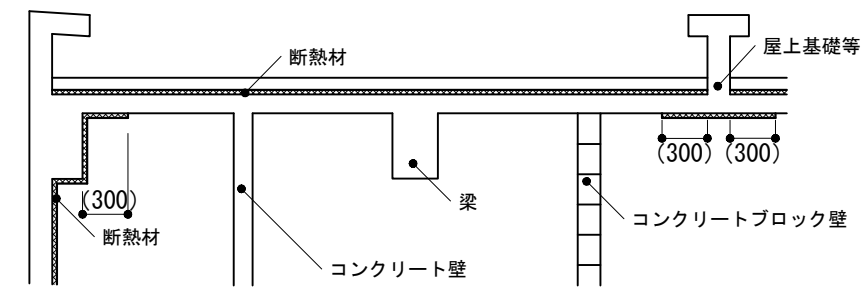 断熱材
屋上基礎等
(300)
(300)
(300)
梁
断熱材
コンクリートブロック壁
コンクリート壁